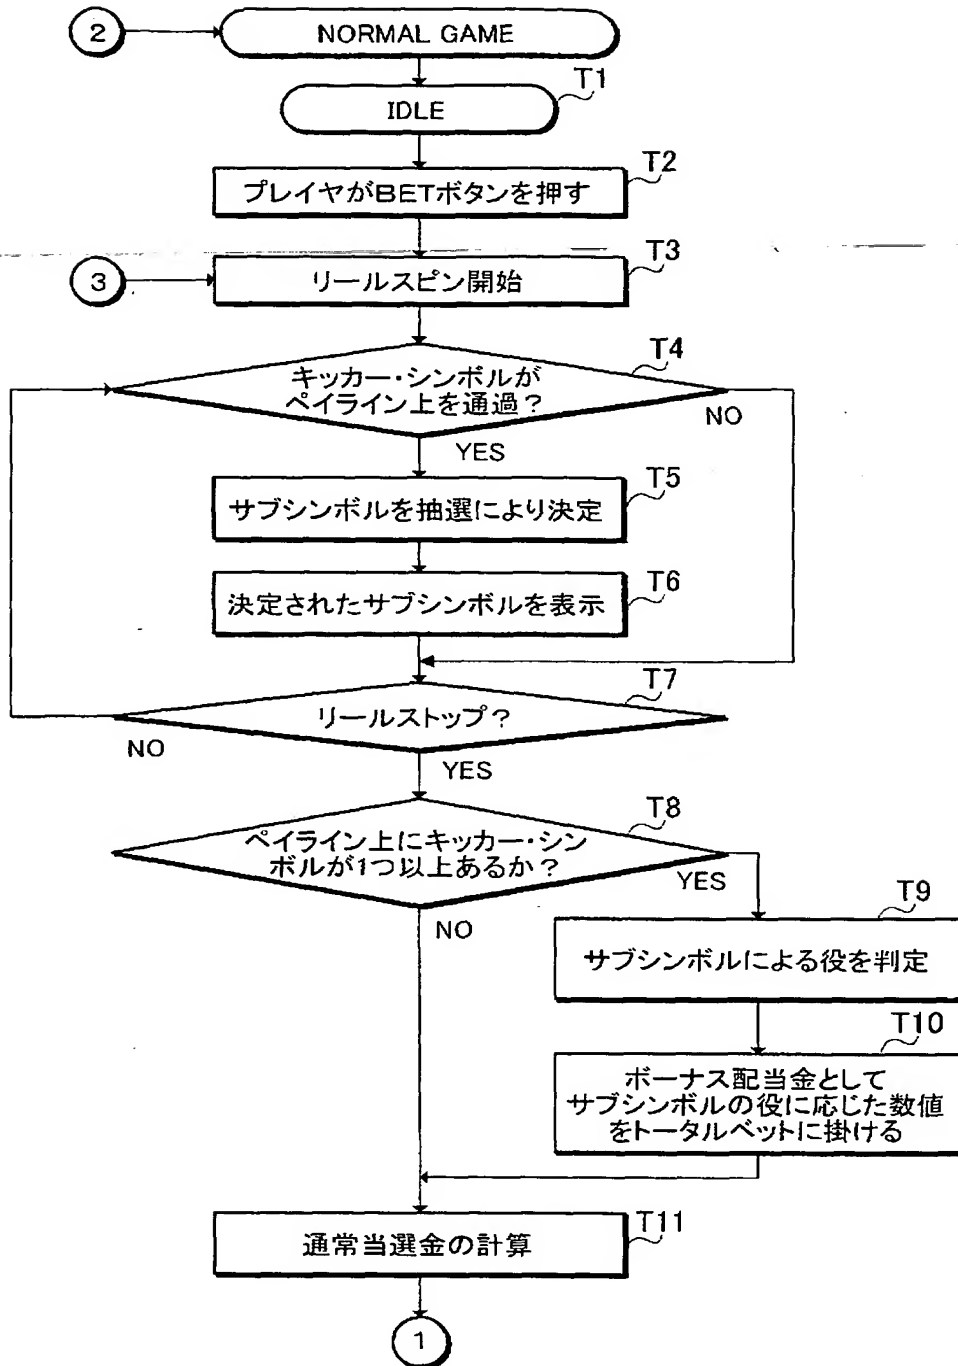 2
NORMAL GAME
T1
IDLE
T2
プレイヤがBETボタンを押す
T3
3
リールスピン開始
T4
キッカー・シンボルが
ペイライン上を通過?
NO
YES
T5
サブシンボルを抽選により決定
T6
決定されたサブシンボルを表示
T7
リールストップ?
NO
YES
T8
ペイライン上にキッカー・シン
ボルが1つ以上あるか?
YES
NO
T9
サブシンボルによる役を判定
T10
ボーナス配当金として
サブシンボルの役に応じた数値
をトータルベットに掛ける
T11
通常当選金の計算
1